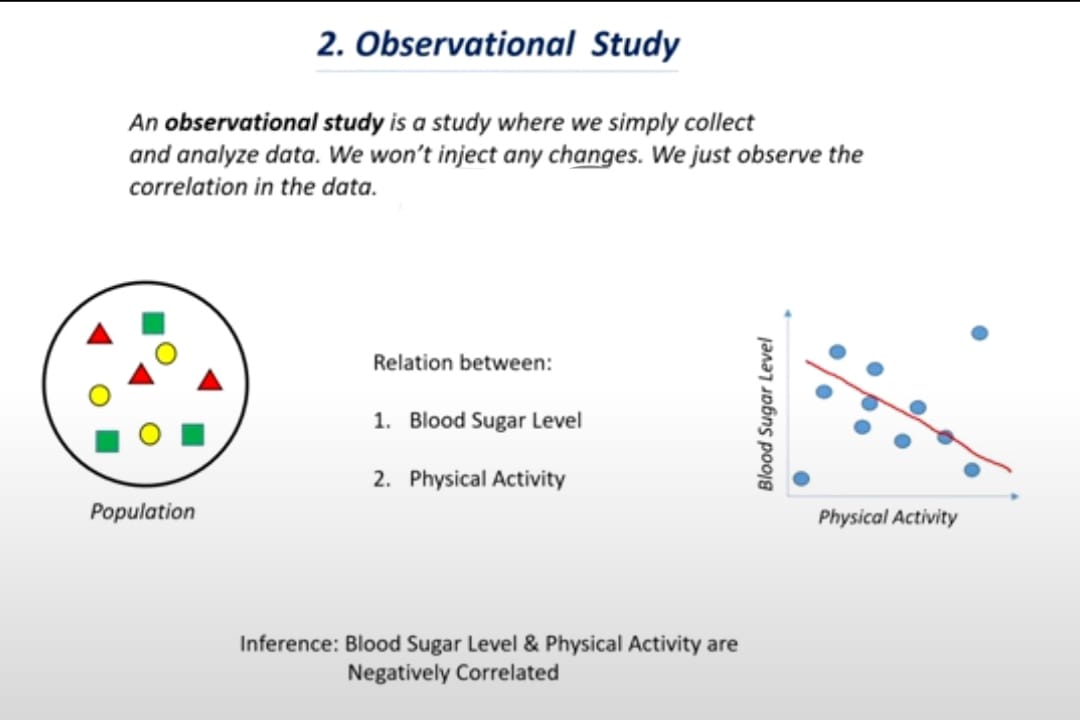 2. Observational Study
An observational study is a study where we simply collect
and analyze data. We won't inject any changes. We just observe the
correlation in the data.
Population
Relation between:
1. Blood Sugar Level
2. Physical Activity
Blood Sugar Level
Physical Activity
Inference: Blood Sugar Level & Physical Activity are
Negatively Correlated